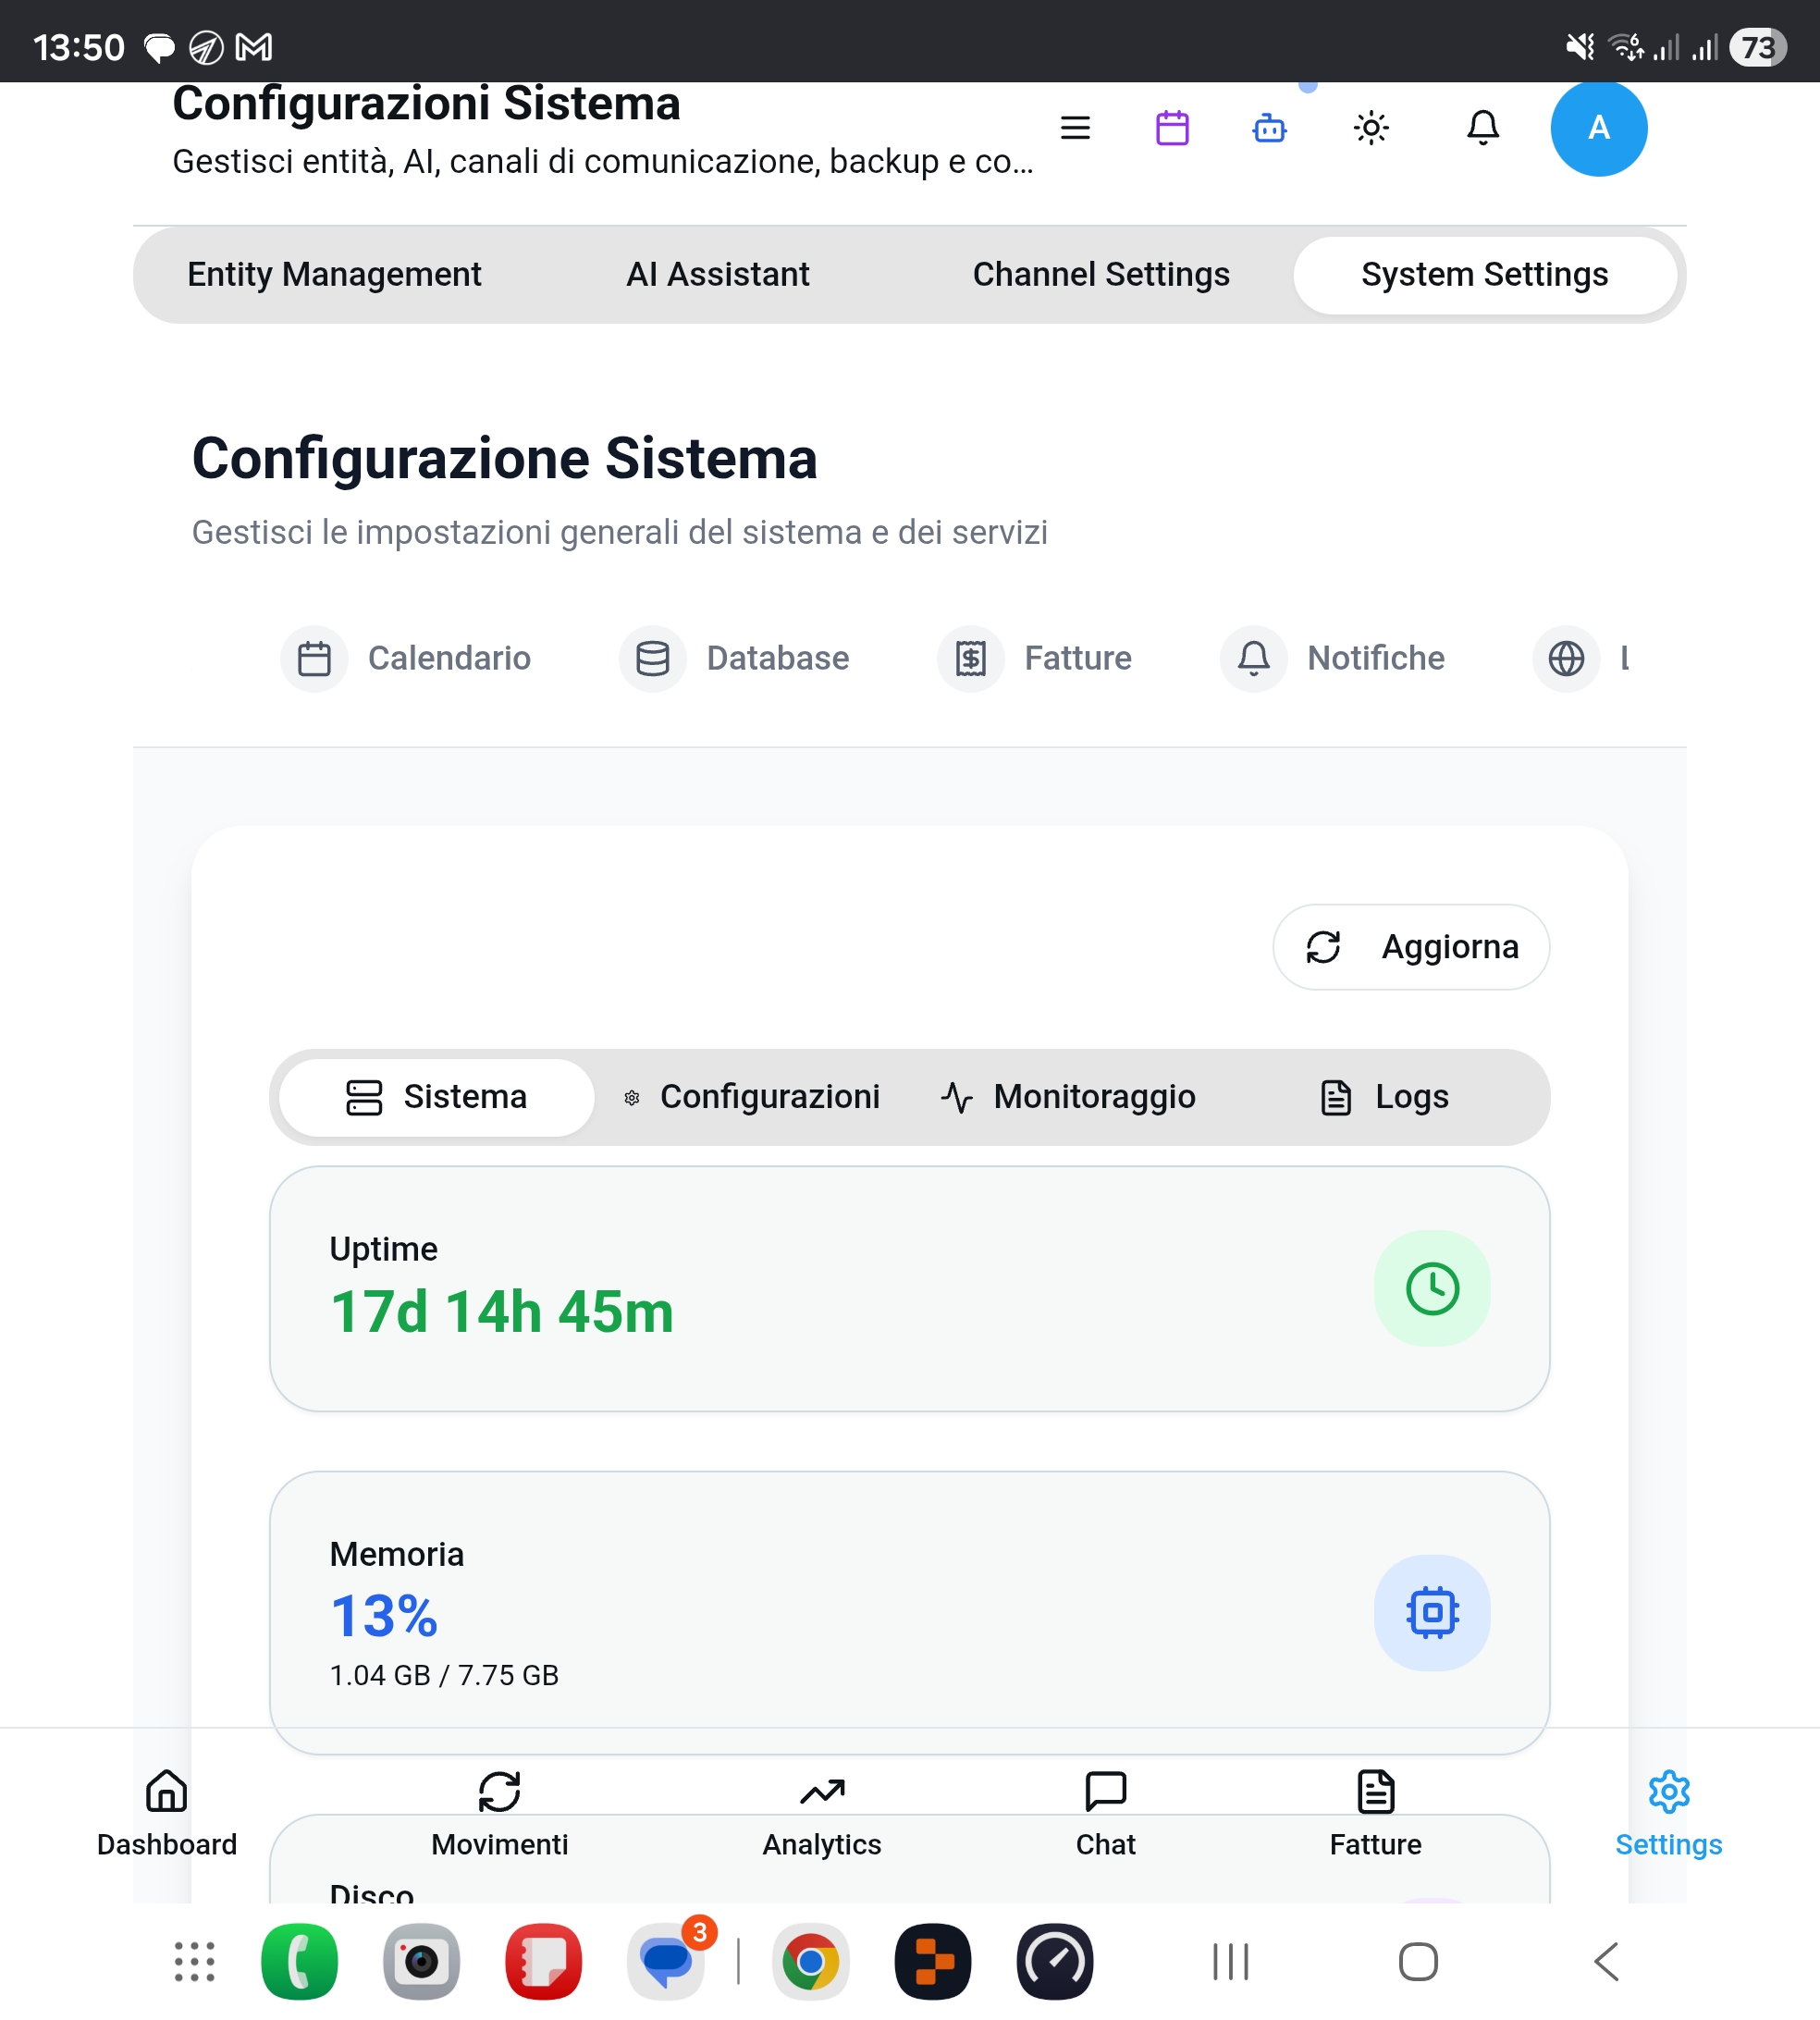 13:50
73
Configurazioni Sistema
Gestisci entità, AI, canali di comunicazione, backup e co...
A
Entity Management
AI Assistant
Channel Settings
System Settings
Configurazione Sistema
Gestisci le impostazioni generali del sistema e dei servizi
Calendario
Database
Fatture
Notifiche
Aggiorna
Sistema
Configurazioni
Monitoraggio
Logs
Uptime
17d 14h 45m
Memoria
13%
1.04 GB / 7.75 GB
Dashboard
Movimenti
Analytics
Chat
Fatture
Settings
Disco
3